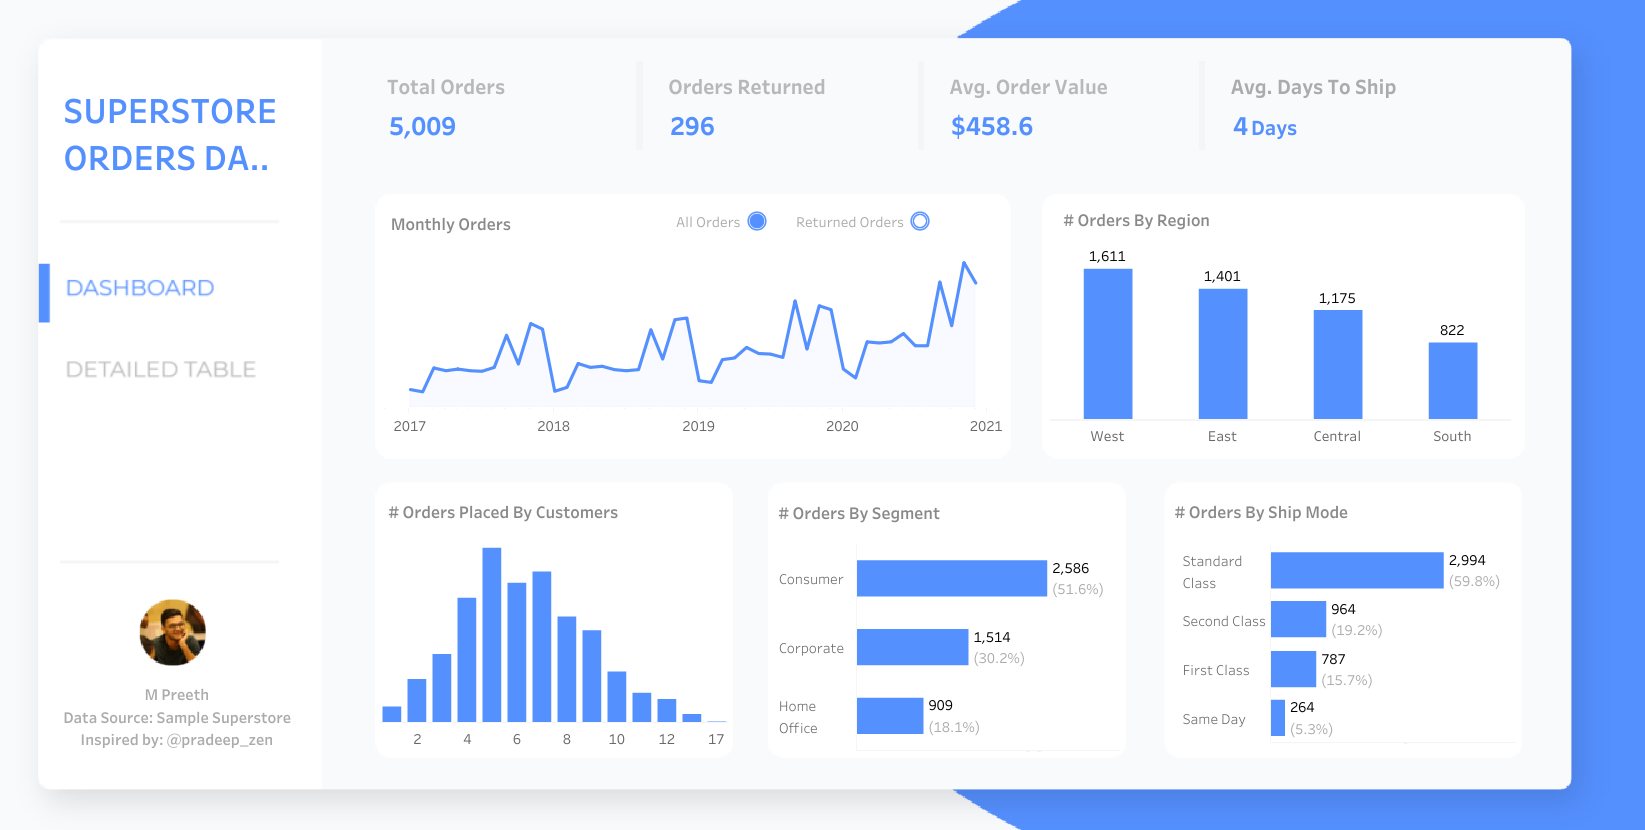 SUPERSTORE
ORDERS DA..
DASHBOARD
DETAILED TABLE
M Preeth
Data Source: Sample Superstore
Inspired by: @pradeep_zen
Total Orders
5,009
Orders Returned
296
Avg. Order Value
$458.6
Avg. Days To Ship
4 Days
Monthly Orders
All Orders
Returned Orders
2017 2018 2019 2020 2021
# Orders By Region
1,611
1,401
1,175
822
West East Central South
# Orders Placed By Customers
2 4 6 8 10 12 17
# Orders By Segment
Consumer
2,586
(51.6%)
Corporate
1,514
(30.2%)
Home
Office
909
(18.1%)
# Orders By Ship Mode
Standard
Class
2,994
(59.8%)
Second Class
964
(19.2%)
First Class
787
(15.7%)
Same Day
264
(5.3%)